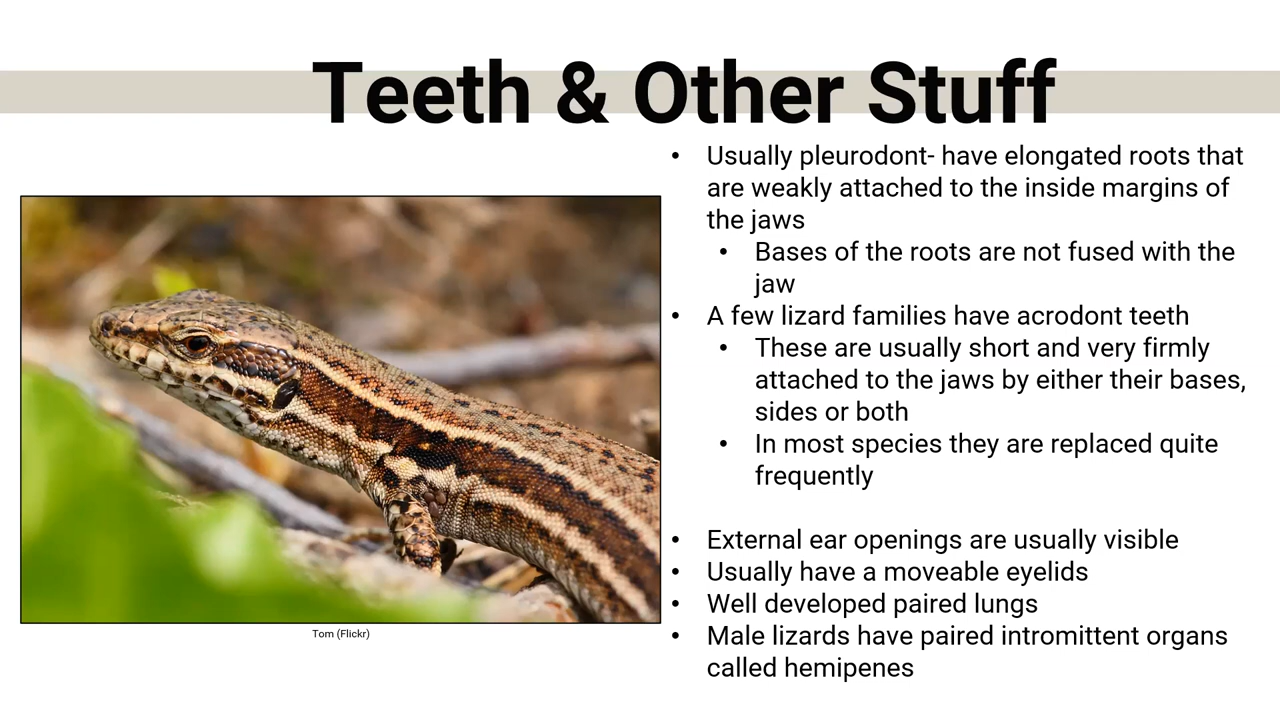 Teeth & Other Stuff
• Usually pleurodont- have elongated roots that
are weakly attached to the inside margins of
the jaws
• Bases of the roots are not fused with the
jaw
• A few lizard families have acrodont teeth
• These are usually short and very firmly
attached to the jaws by either their bases,
sides or both
• In most species they are replaced quite
frequently
• External ear openings are usually visible
• Usually have a moveable eyelids
• Well developed paired lungs
• Male lizards have paired intromittent organs
called hemipenes
Tom (Flickr)